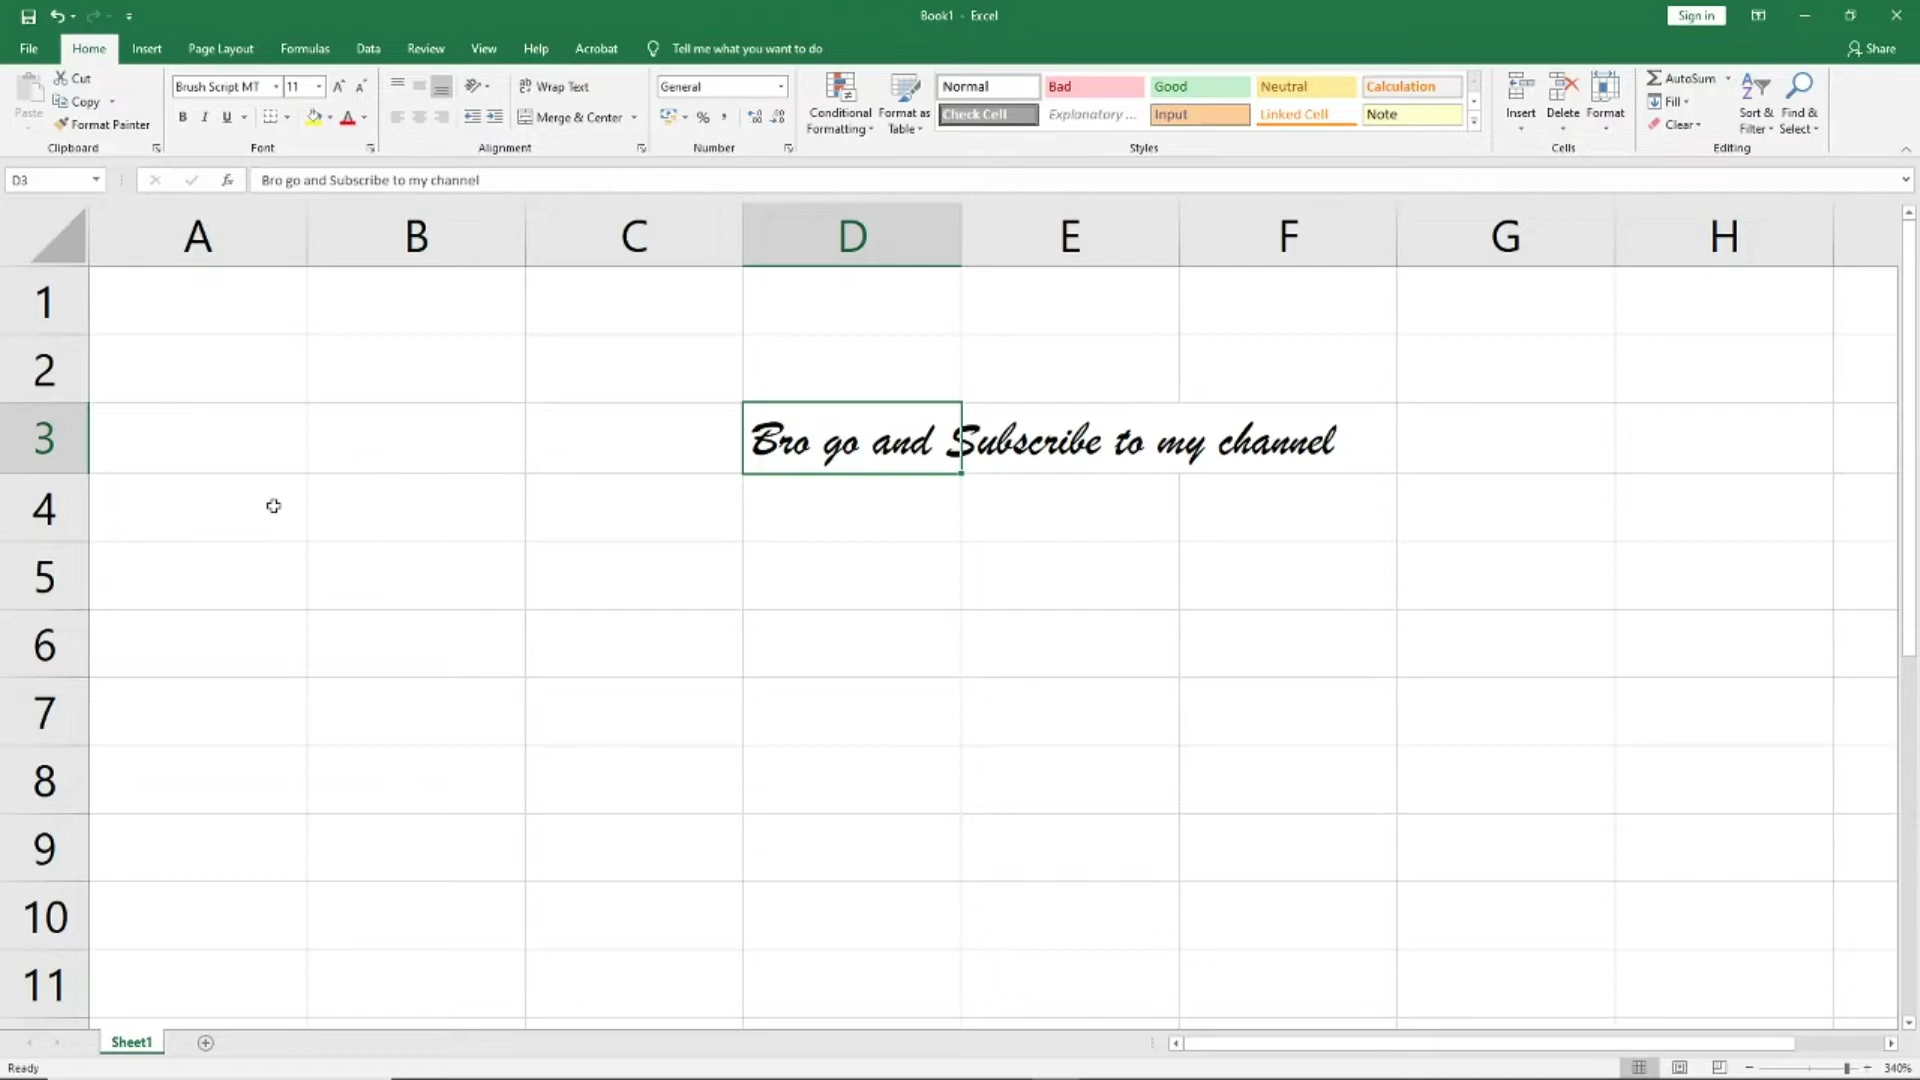 Book1 - Excel
Sign in
File Home Insert Page Layout Formulas Data Review View Help Acrobat Tell me what you want to do Share
Paste
Cut
Copy
Format Painter
Clipboard
Brush Script MT 11
B I U
Font
Wrap Text
Merge & Center
Alignment
General
%
Number
Conditional Formatting
Format as Table
Normal Bad Good Neutral Calculation
Check Cell Explanatory ... Input Linked Cell Note
Styles
Insert Delete Format
Cells
AutoSum
Fill
Clear
Sort & Filter
Find & Select
Editing
D3 fx Bro go and Subscribe to my channel
A B C D E F G H
1
2
3 Bro go and Subscribe to my channel
4
5
6
7
8
9
10
11
Sheet1
Ready 340%